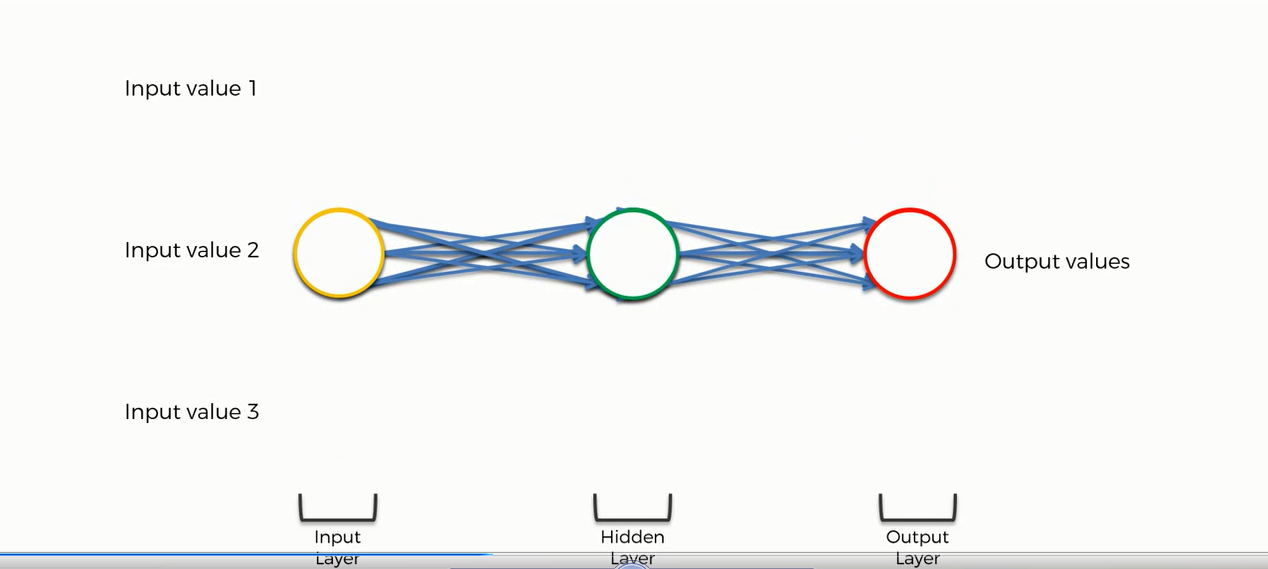 Input value 1
Input value 2
Output values
Input value 3
Input
Layer
Hidden
Layer
Output
Layer